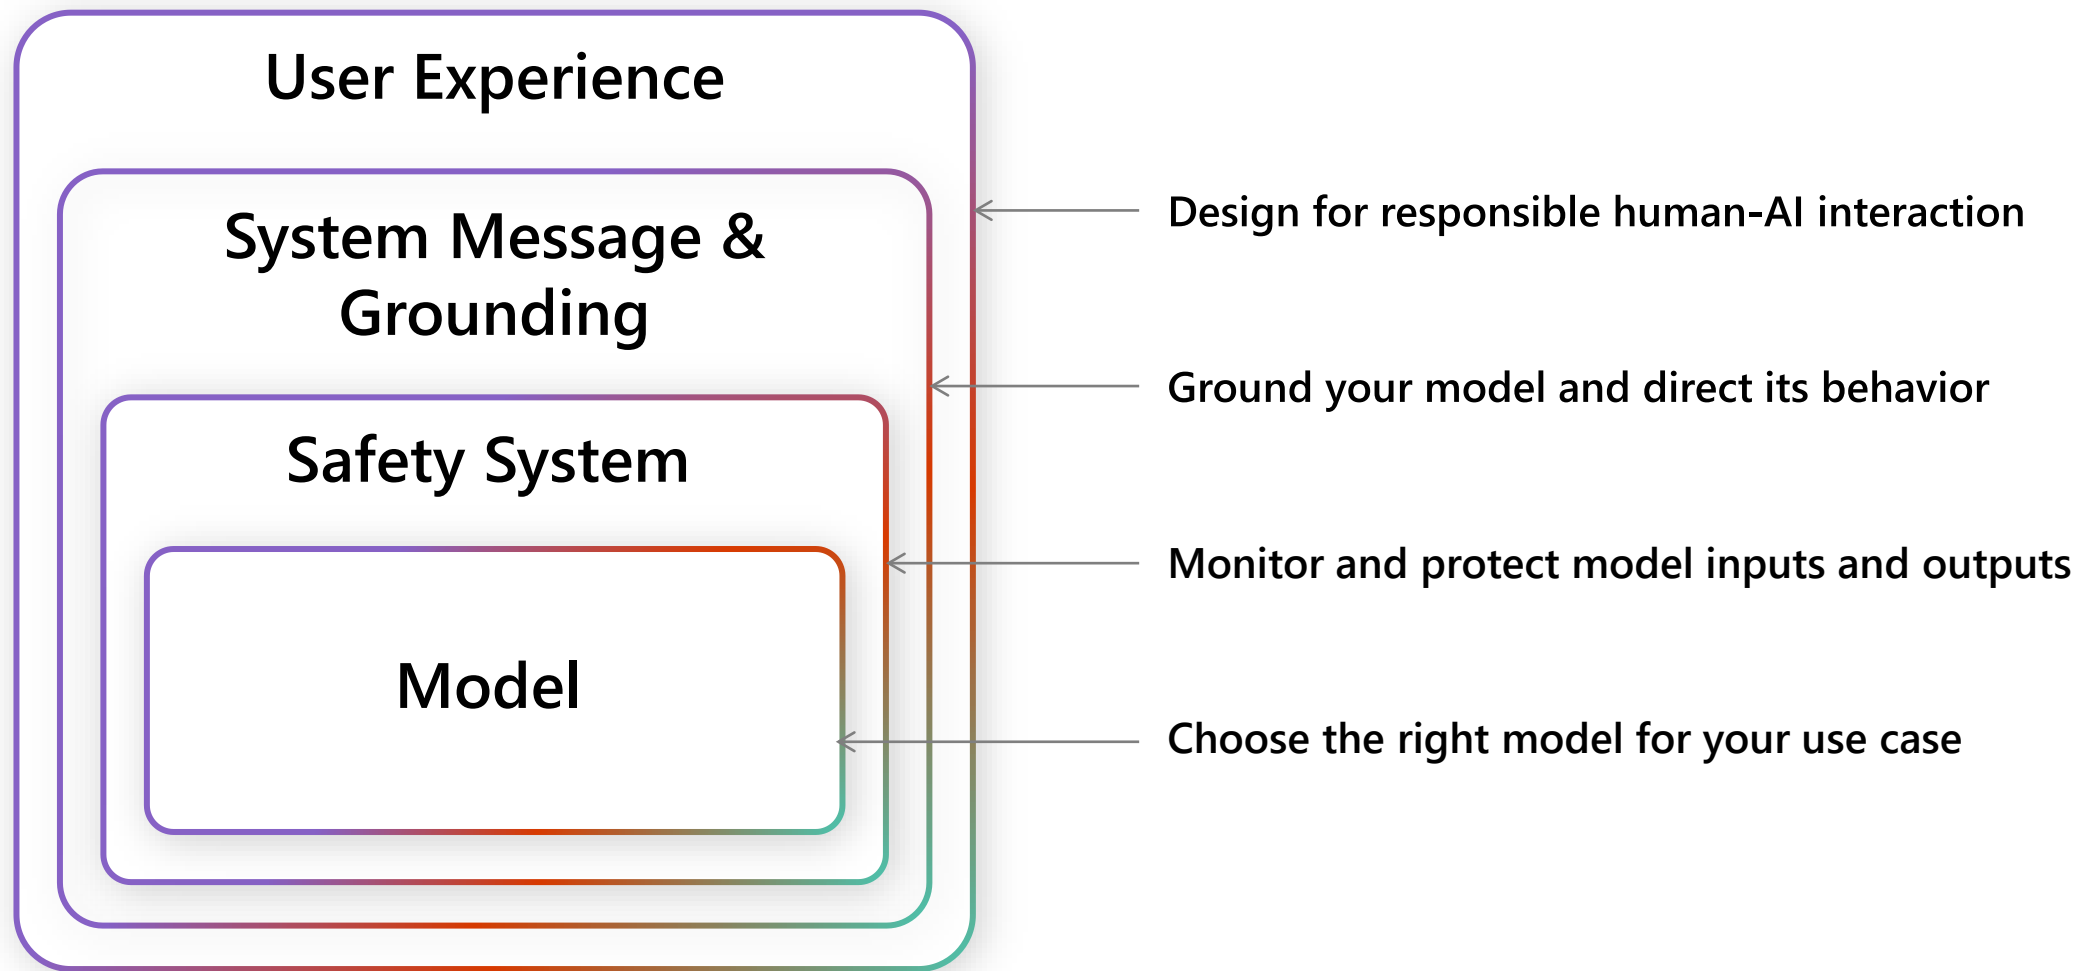 User Experience
System Message &
Grounding
Safety System
Model
Design for responsible human-AI interaction
Ground your model and direct its behavior
Monitor and protect model inputs and outputs
Choose the right model for your use case